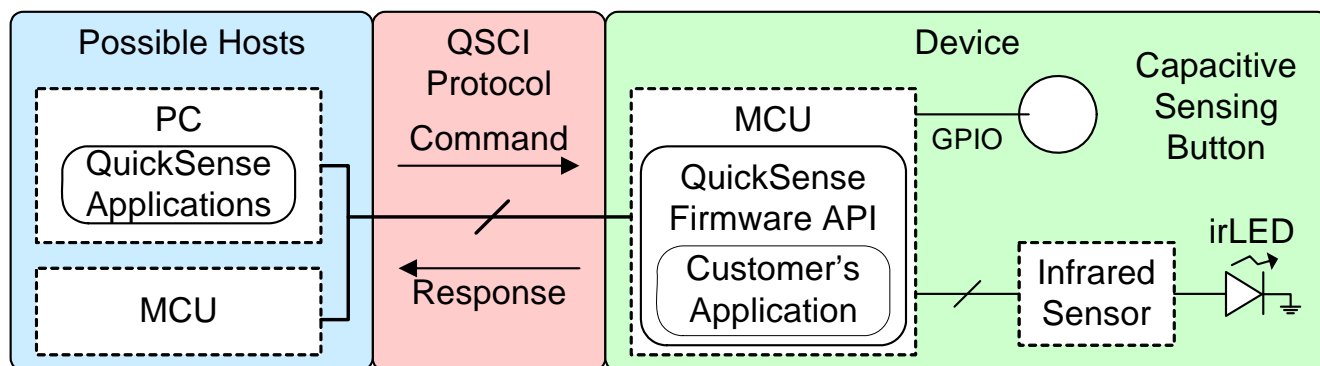 Possible Hosts
PC
QuickSense
Applications
MCU
QSCI
Protocol
Command
Response
Device
MCU
QuickSense
Firmware API
Customer's
Application
GPIO
Capacitive
Sensing
Button
Infrared
Sensor
irLED